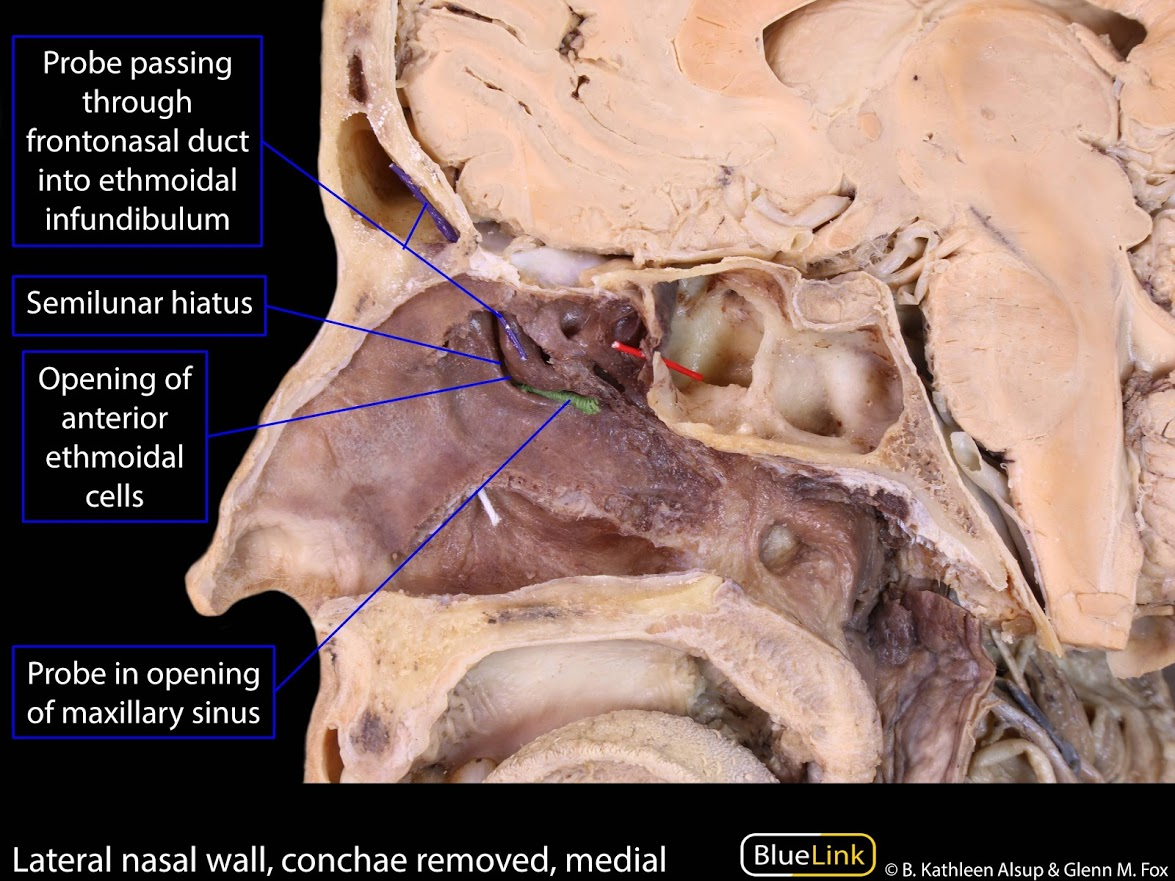 Probe passing
through
frontonasal duct
into ethmoidal
infundibulum
Semilunar hiatus
Opening of
anterior
ethmoidal
cells
Probe in opening
of maxillary sinus
Lateral nasal wall, conchae removed, medial
BlueLink
© B. Kathleen Alsup & Glenn M. Fox